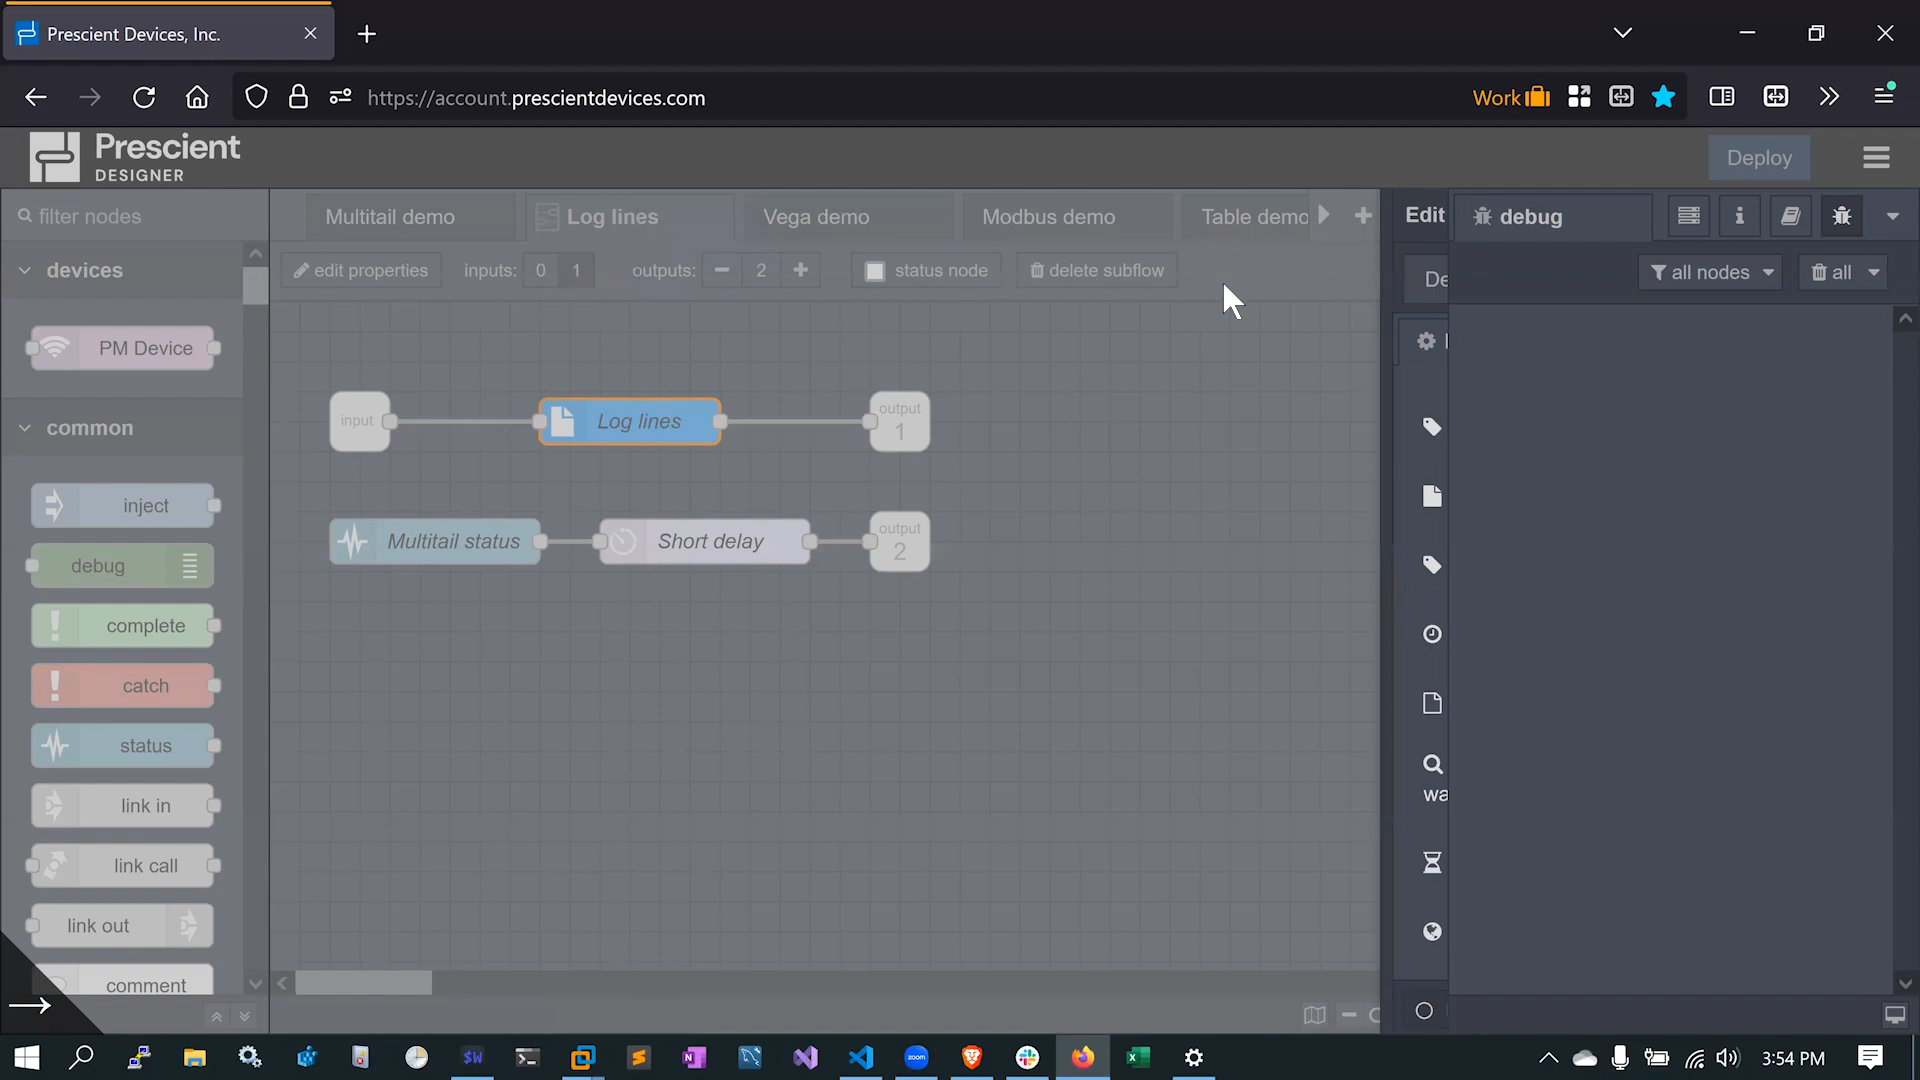 Prescient Devices, Inc.
https://account.prescientdevices.com
Work
Prescient
DESIGNER
Deploy
filter nodes
Multitail demo
Log lines
Vega demo
Modbus demo
Table demo
Edit
debug
edit properties
inputs: 0 1
outputs: 2
status node
delete subflow
De
all nodes
all
devices
PM Device
common
inject
debug
complete
catch
status
link in
link call
link out
comment
input
Log lines
output
1
Multitail status
Short delay
output
2
wa
zoom
3:54 PM